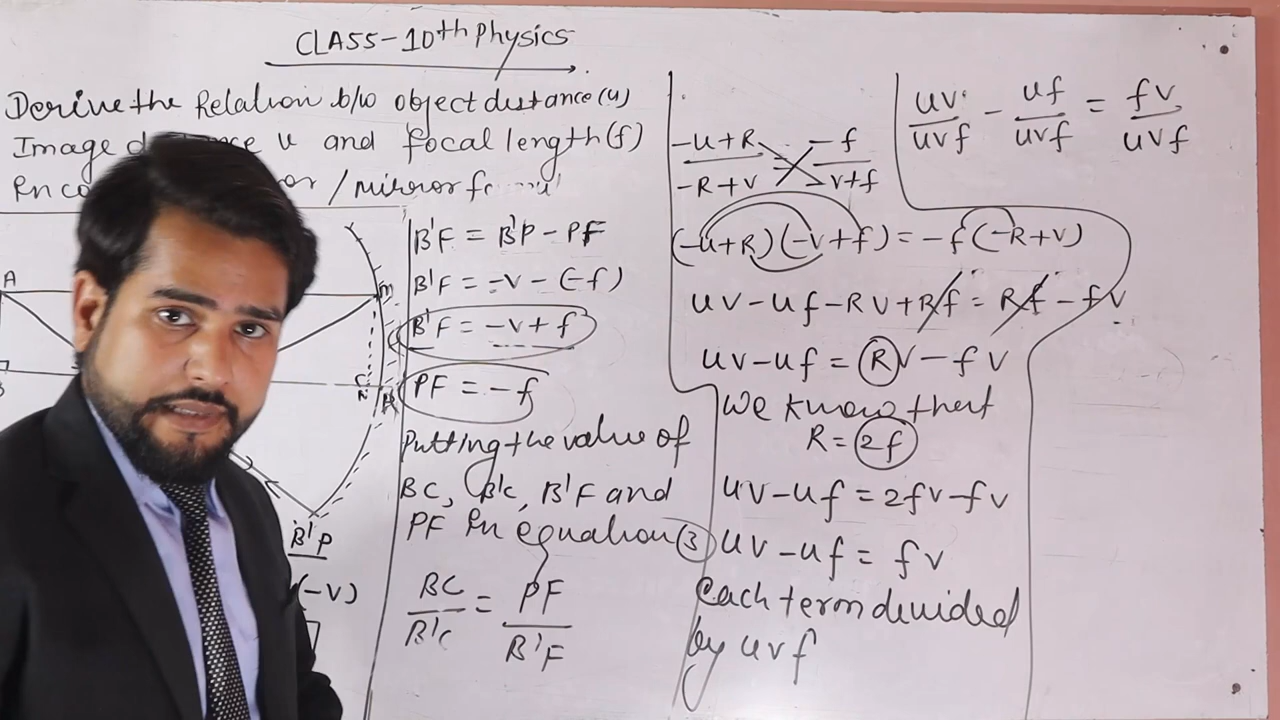 CLASS-10th Physics
Derive the Relation b/w object distance (u)
Image v and focal length (f)
/mirror
A
M
B'P
(-V)
B'F = B'P - PF
B'F = -v - (-f)
B'F = -v + f
PF = -f
Putting the value of
BC, B'C, B'F and
PF in equation (3)
BC/B'C = PF/B'F
-u+R/-R+v = -f/-v+f
(-u+R)(-v+f) = -f(-R+v)
uv - uf - Rv + Rf = Rf - fv
uv - uf = Rv - fv
We know that
R = 2f
uv - uf = 2fv - fv
uv - uf = fv
Each term devided
by uvf
uv/uvf - uf/uvf = fv/uvf